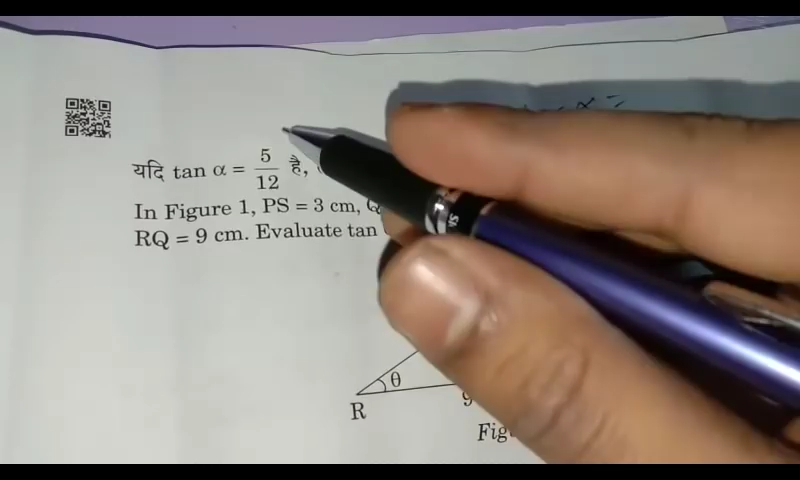 यदि tan α = 5/12 है,
In Figure 1, PS = 3 cm, Q
RQ = 9 cm. Evaluate tan
θ
R
9
Fig